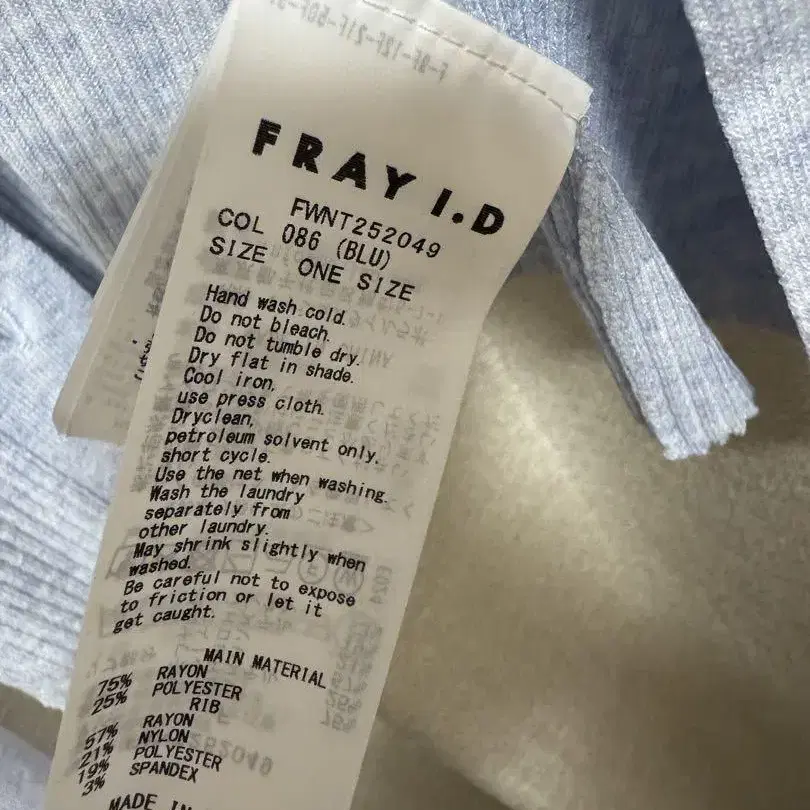 FRAY I.D
FWNT252049
COL 086 (BLU)
SIZE ONE SIZE
Hand wash cold.
Do not bleach.
Do not tumble dry.
Dry flat in shade.
Cool iron,
use press cloth.
Dryclean,
petroleum solvent only.
short cycle.
Use the net when washing.
Wash the laundry
separately from
other laundry.
May shrink slightly when
washed.
Be careful not to expose
to friction or let it
get caught.
MAIN MATERIAL
75% RAYON
25% POLYESTER
RIB
57% RAYON
21% NYLON
19% POLYESTER
3% SPANDEX
MADE IN